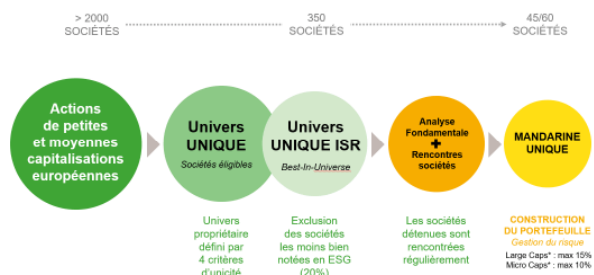 > 2000
SOCIÉTÉS
350
SOCIÉTÉS
45/60
SOCIÉTÉS
Actions
de petites
et moyennes
capitalisations
européennes
Univers
UNIQUE
Sociétés éligibles
Univers
UNIQUE ISR
Best-In-Universe
Analyse
Fondamentale
+
Rencontres
sociétés
MANDARINE
UNIQUE
Univers
propriétaire
défini par
4 critères
d'unicité
Exclusion
des sociétés
les moins bien
notées en ESG
(20%)
Les sociétés
détenues sont
rencontrées
régulièrement
CONSTRUCTION
DU PORTEFEUILLE
Gestion du risque
Large Caps* : max 15%
Micro Caps* : max 10%